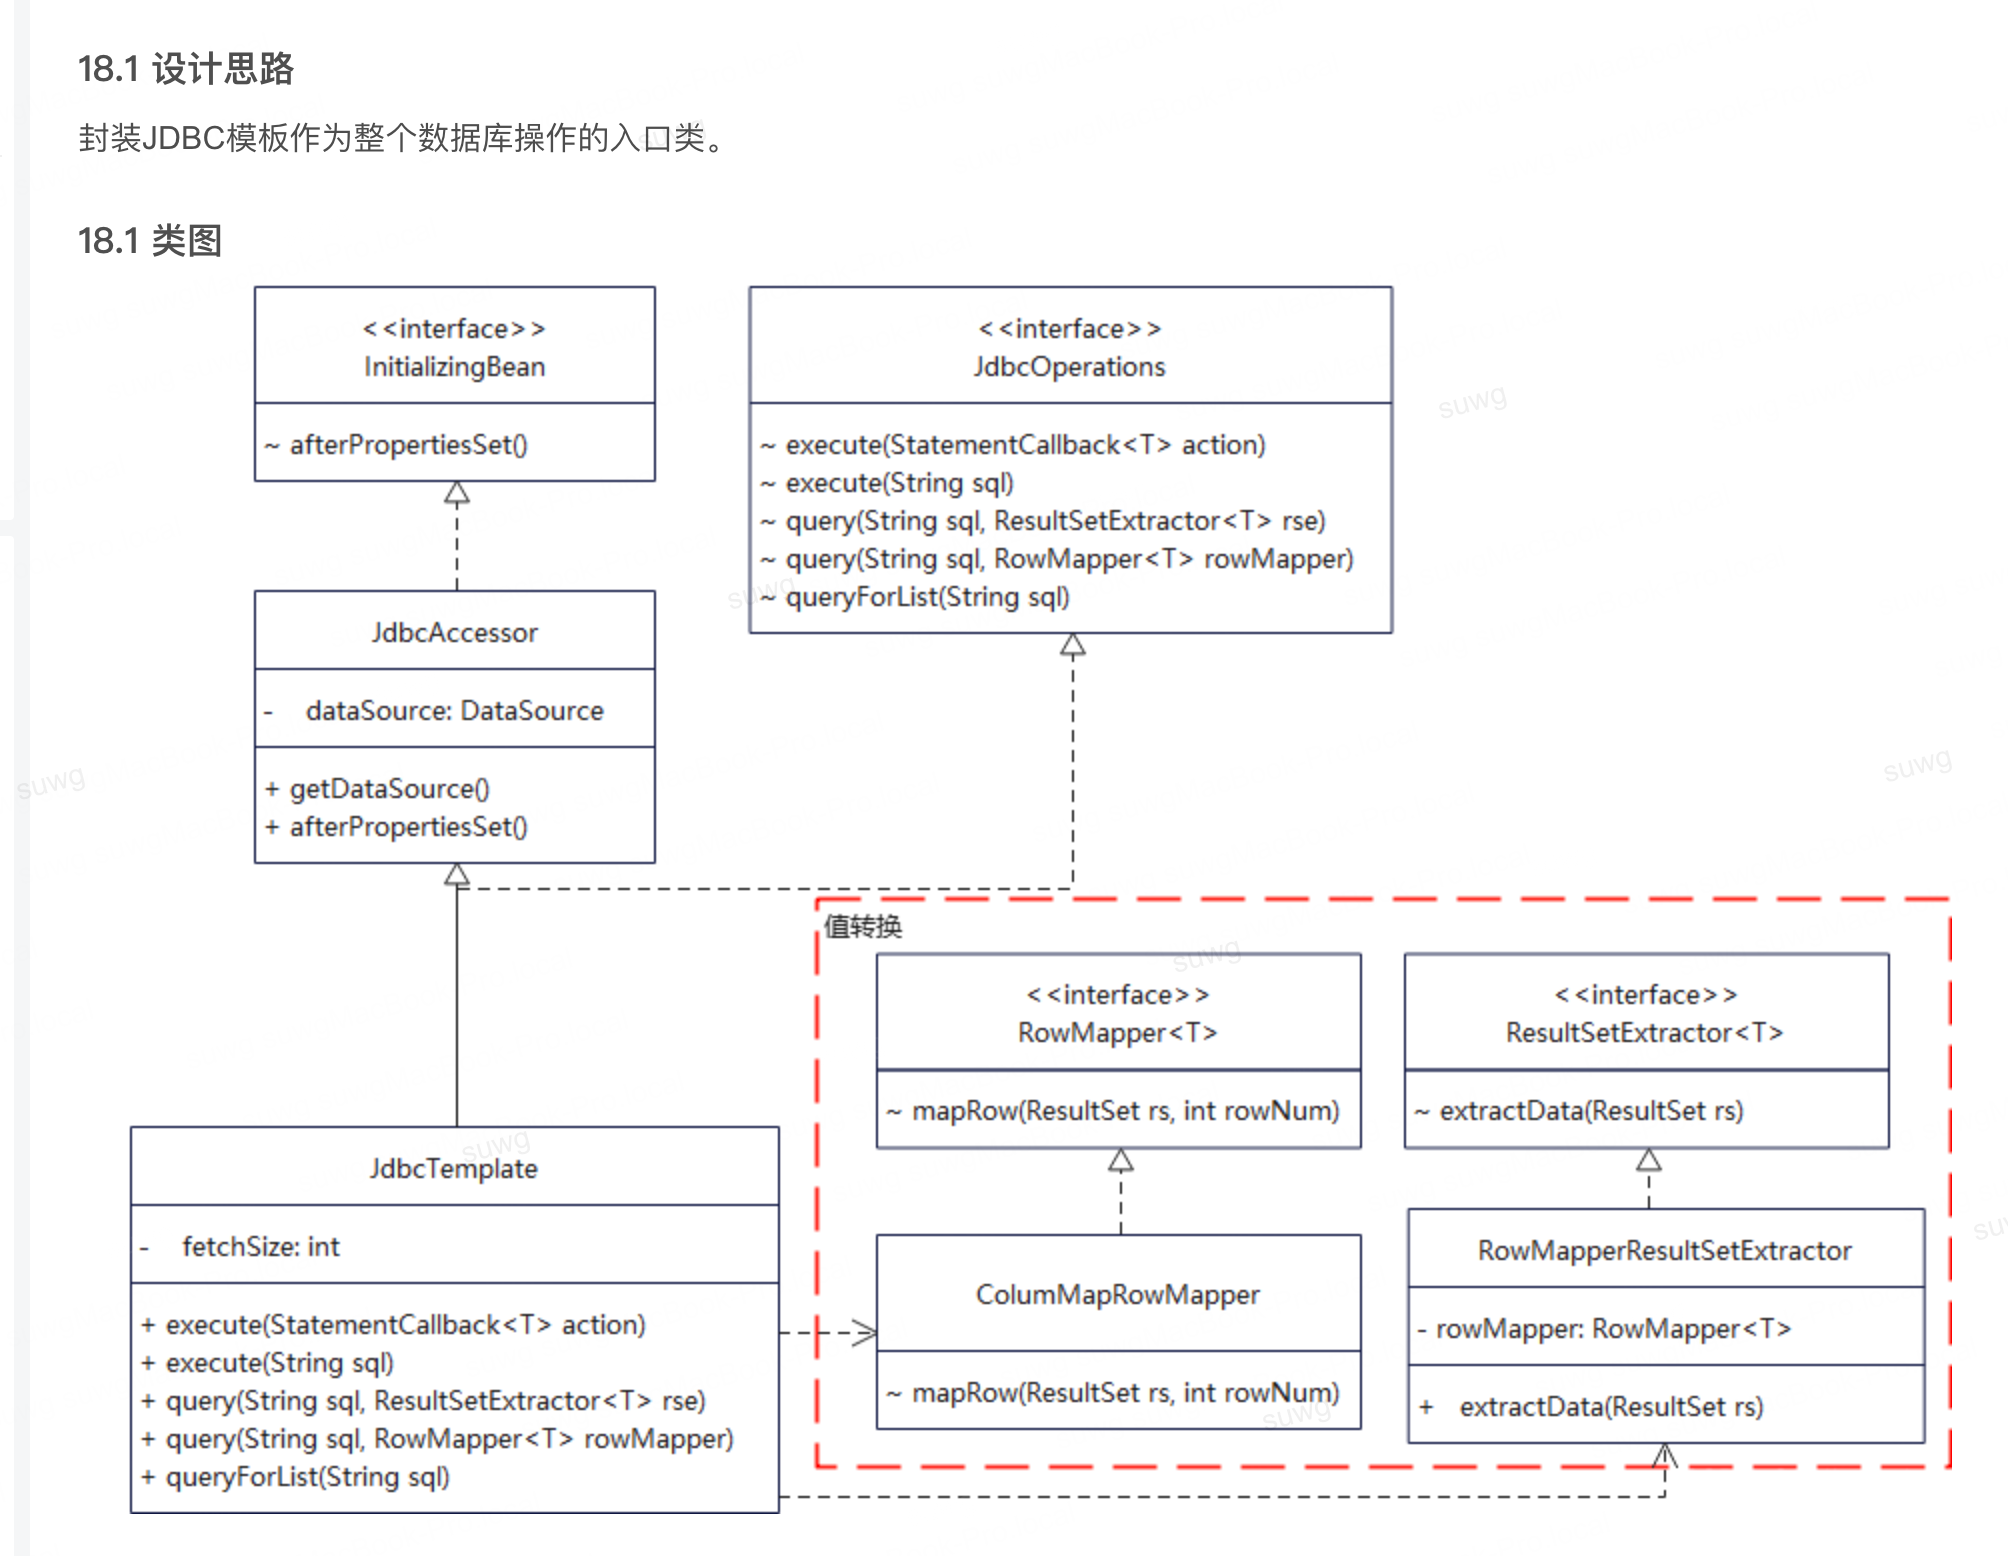 18.1 设计思路
封装JDBC模板作为整个数据库操作的入口类。
18.1 类图
<<interface>>
InitializingBean
~ afterPropertiesSet()
<<interface>>
JdbcOperations
~ execute(StatementCallback<T> action)
~ execute(String sql)
~ query(String sql, ResultSetExtractor<T> rse)
~ query(String sql, RowMapper<T> rowMapper)
~ queryForList(String sql)
JdbcAccessor
- dataSource: DataSource
+ getDataSource()
+ afterPropertiesSet()
值转换
<<interface>>
RowMapper<T>
~ mapRow(ResultSet rs, int rowNum)
<<interface>>
ResultSetExtractor<T>
~ extractData(ResultSet rs)
JdbcTemplate
- fetchSize: int
+ execute(StatementCallback<T> action)
+ execute(String sql)
+ query(String sql, ResultSetExtractor<T> rse)
+ query(String sql, RowMapper<T> rowMapper)
+ queryForList(String sql)
ColumMapRowMapper
~ mapRow(ResultSet rs, int rowNum)
RowMapperResultSetExtractor
- rowMapper: RowMapper<T>
+ extractData(ResultSet rs)
suwg
suwg
suwg
suwg
suwg
suwg
suwg
suwg